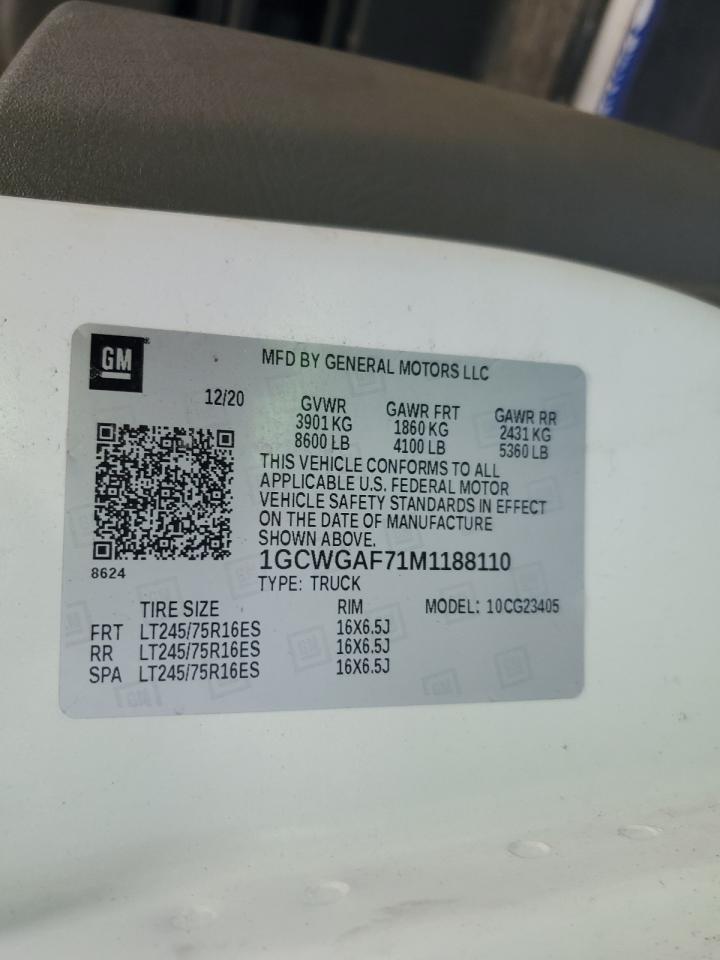 GM
MFD BY GENERAL MOTORS LLC
12/20
GVWR GAWR FRT GAWR RR
3901 KG 1860 KG 2431 KG
8600 LB 4100 LB 5360 LB
THIS VEHICLE CONFORMS TO ALL
APPLICABLE U.S. FEDERAL MOTOR
VEHICLE SAFETY STANDARDS IN EFFECT
ON THE DATE OF MANUFACTURE
SHOWN ABOVE.
1GCWGAF71M1188110
8624
TYPE: TRUCK
TIRE SIZE RIM MODEL: 10CG23405
FRT LT245/75R16ES 16X6.5J
RR LT245/75R16ES 16X6.5J
SPA LT245/75R16ES 16X6.5J